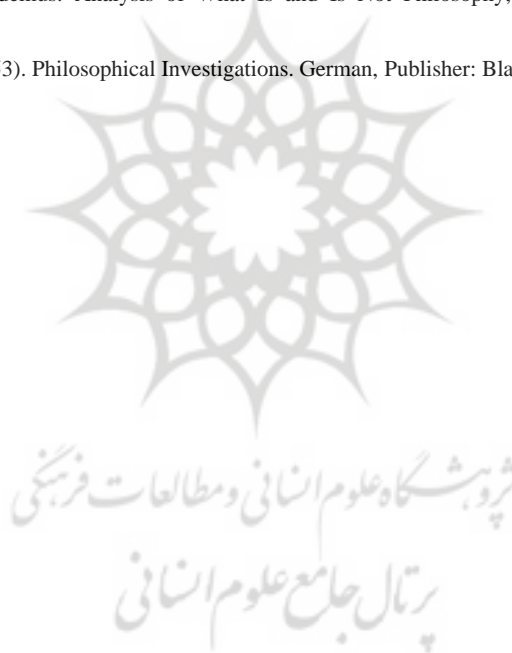 Analysis of What Is and Is Not Philosophy,
3). Philosophical Investigations. German, Publisher: Bla
پژوهشگاه علوم انسانی و مطالعات فرهنگی
پرتال جامع علوم انسانی